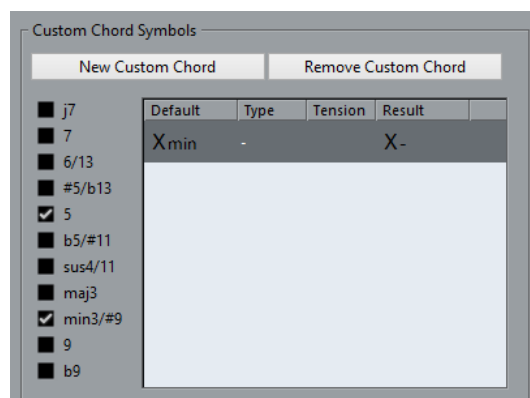 Custom Chord Symbols
New Custom Chord Remove Custom Chord
j7
7
6/13
#5/b13
5
b5/#11
sus4/11
maj3
min3/#9
9
b9
Default Type Tension Result
Xmin - X-